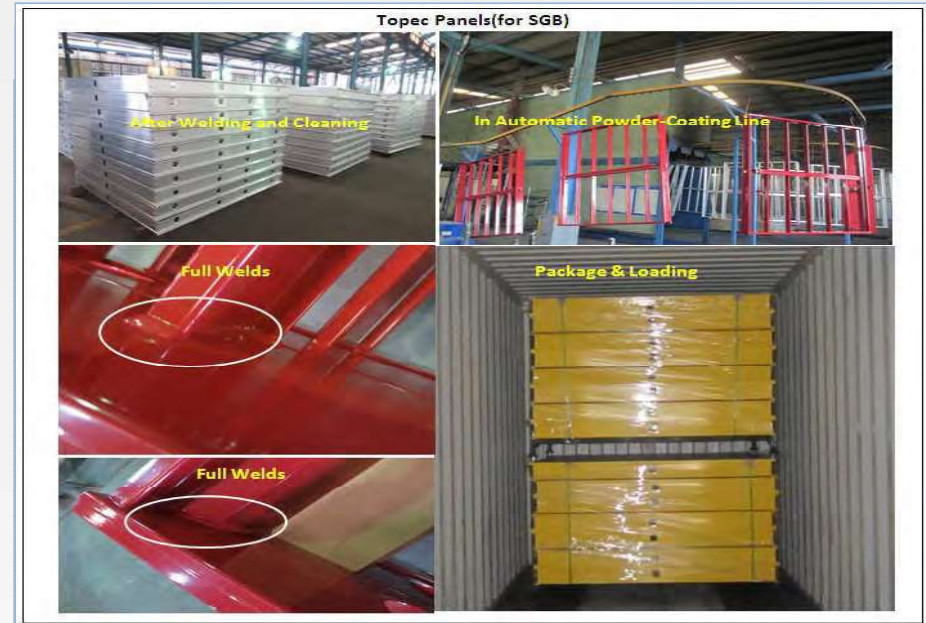 Topec Panels(for SGB)
After Welding and Cleaning
In Automatic Powder-Coating Line
Full Welds
Package & Loading
Full Welds